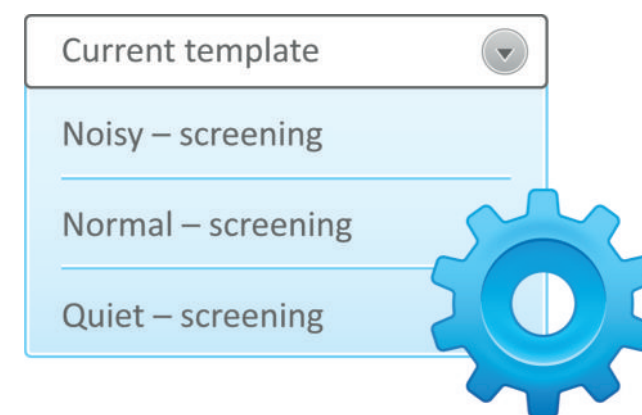 Current template
Noisy – screening
Normal – screening
Quiet – screening